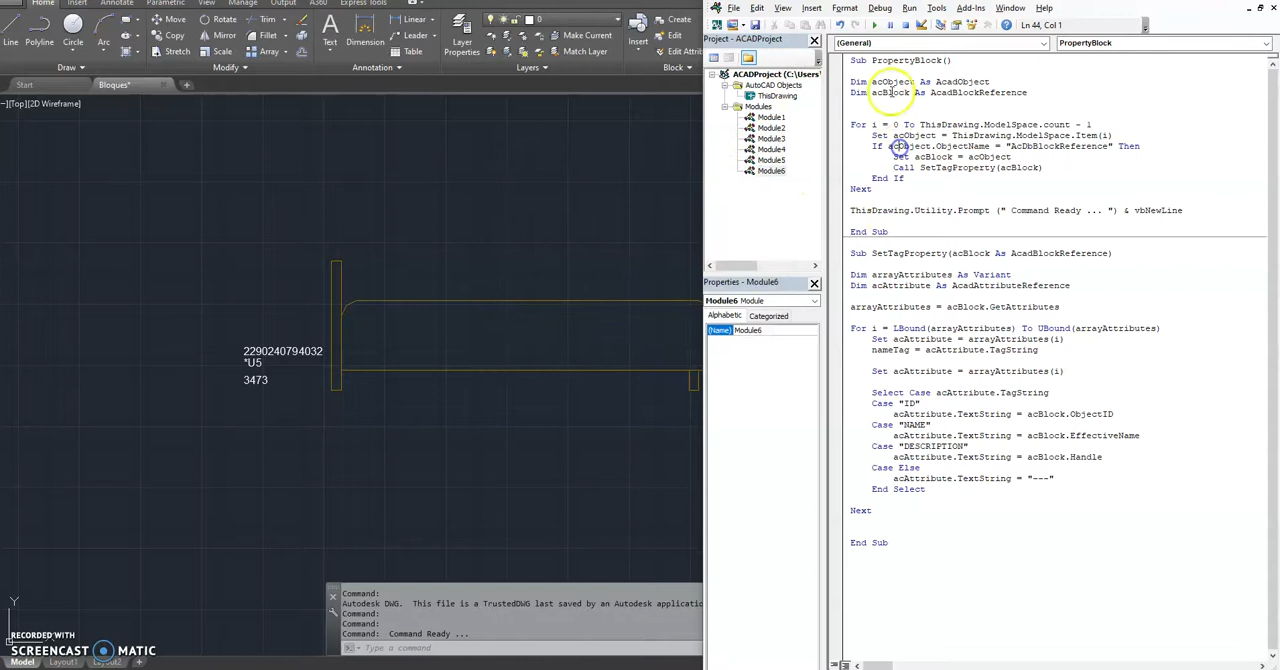 Home Insert Annotate Parametric View Manage Output A360 Express Tools
Line Polyline Circle Arc
Move Rotate Trim
Copy Mirror Fillet
Stretch Scale Array
Draw Modify
Text Dimension
Linear
Leader
Table
Annotation
Layer Properties
0
Make Current
Match Layer
Layers
Insert
Create
Edit
Edit Attri
Block
Start Bloques*
-][Top][2D Wireframe]
2290240794032
*U5
3473
Y
Command:
Autodesk DWG. This file is a TrustedDWG last saved by an Autodesk applicatio
Command:
Command:
Command: Command Ready ...
Type a command
RECORDED WITH
SCREENCAST MATIC
Model Layout1 Layout2 +
File Edit View Insert Format Debug Run Tools Add-Ins Window Help
Ln 44, Col 1
Project - ACADProject
ACADProject (C:\Users'
AutoCAD Objects
ThisDrawing
Modules
Module1
Module2
Module3
Module4
Module5
Module6
Properties - Module6
Module6 Module
Alphabetic Categorized
(Name) Module6
(General) PropertyBlock
Sub PropertyBlock()
Dim acObject As AcadObject
Dim acBlock As AcadBlockReference
For i = 0 To ThisDrawing.ModelSpace.count - 1
Set acObject = ThisDrawing.ModelSpace.Item(i)
If acObject.ObjectName = "AcDbBlockReference" Then
Set acBlock = acObject
Call SetTagProperty(acBlock)
End If
Next
ThisDrawing.Utility.Prompt (" Command Ready ... ") & vbNewLine
End Sub
Sub SetTagProperty(acBlock As AcadBlockReference)
Dim arrayAttributes As Variant
Dim acAttribute As AcadAttributeReference
arrayAttributes = acBlock.GetAttributes
For i = LBound(arrayAttributes) To UBound(arrayAttributes)
Set acAttribute = arrayAttributes(i)
nameTag = acAttribute.TagString
Set acAttribute = arrayAttributes(i)
Select Case acAttribute.TagString
Case "ID"
acAttribute.TextString = acBlock.ObjectID
Case "NAME"
acAttribute.TextString = acBlock.EffectiveName
Case "DESCRIPTION"
acAttribute.TextString = acBlock.Handle
Case Else
acAttribute.TextString = "---"
End Select
Next
End Sub